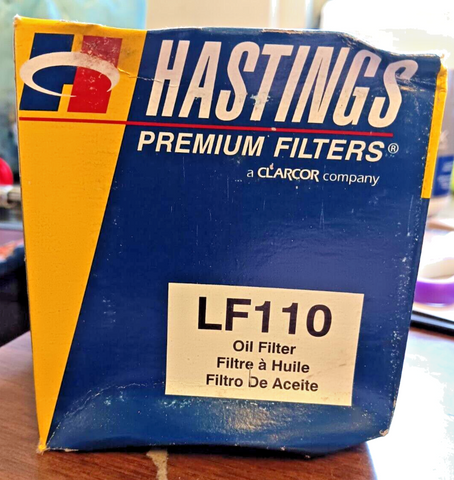 HASTINGS
PREMIUM FILTERS®
a CLARCOR company
LF110
Oil Filter
Filtre à Huile
Filtro De Aceite